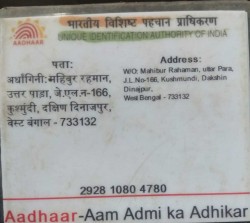 भारतीय विशिष्ट पहचान प्राधिकरण
AADHAAR
UNIQUE IDENTIFICATION AUTHORITY OF INDIA
पता:
अर्धांगिनी: महिबुर रहमान,
उत्तर पाड़ा, जे.एल.न-166,
कुश्मुंडी, दक्षिण दिनाजपुर,
वेस्ट बंगाल - 733132
Address:
W/O: Mahibur Rahaman, uttar Para,
J.L.No-166, Kushmundi, Dakshin
Dinajpur,
West Bengal - 733132
2928 1080 4780
Aadhaar-Aam Admi ka Adhikar